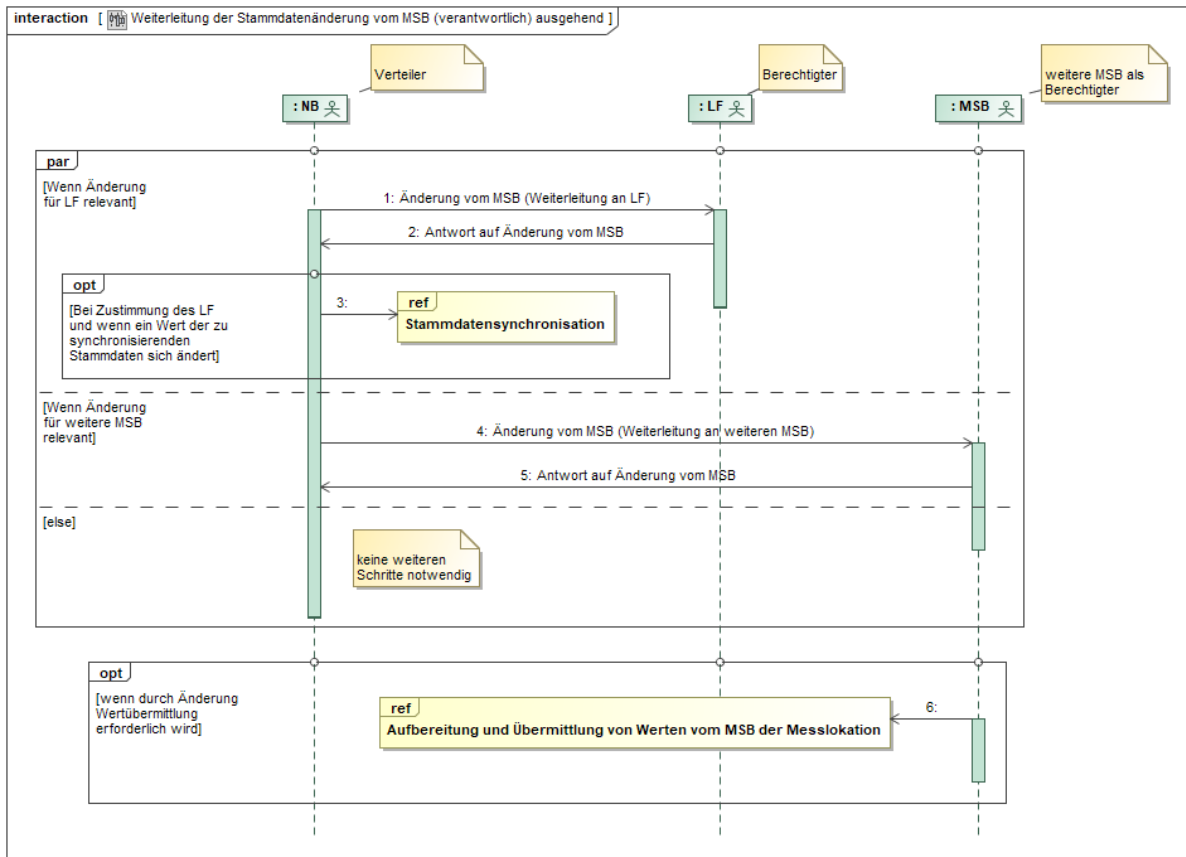 interaction [ Weiterleitung der Stammdatenänderung vom MSB (verantwortlich) ausgehend ]
Verteiler
Berechtigter
weitere MSB als
Berechtigter
: NB
: LF
: MSB
par
[Wenn Änderung
für LF relevant]
1: Änderung vom MSB (Weiterleitung an LF)
2: Antwort auf Änderung vom MSB
opt
[Bei Zustimmung des LF
und wenn ein Wert der zu
synchronisierenden
Stammdaten sich ändert]
3:
ref
Stammdatensynchronisation
[Wenn Änderung
für weitere MSB
relevant]
4: Änderung vom MSB (Weiterleitung an weiteren MSB)
5: Antwort auf Änderung vom MSB
[else]
keine weiteren
Schritte notwendig
opt
[wenn durch Änderung
Wertübermittlung
erforderlich wird]
ref
Aufbereitung und Übermittlung von Werten vom MSB der Messlokation
6: